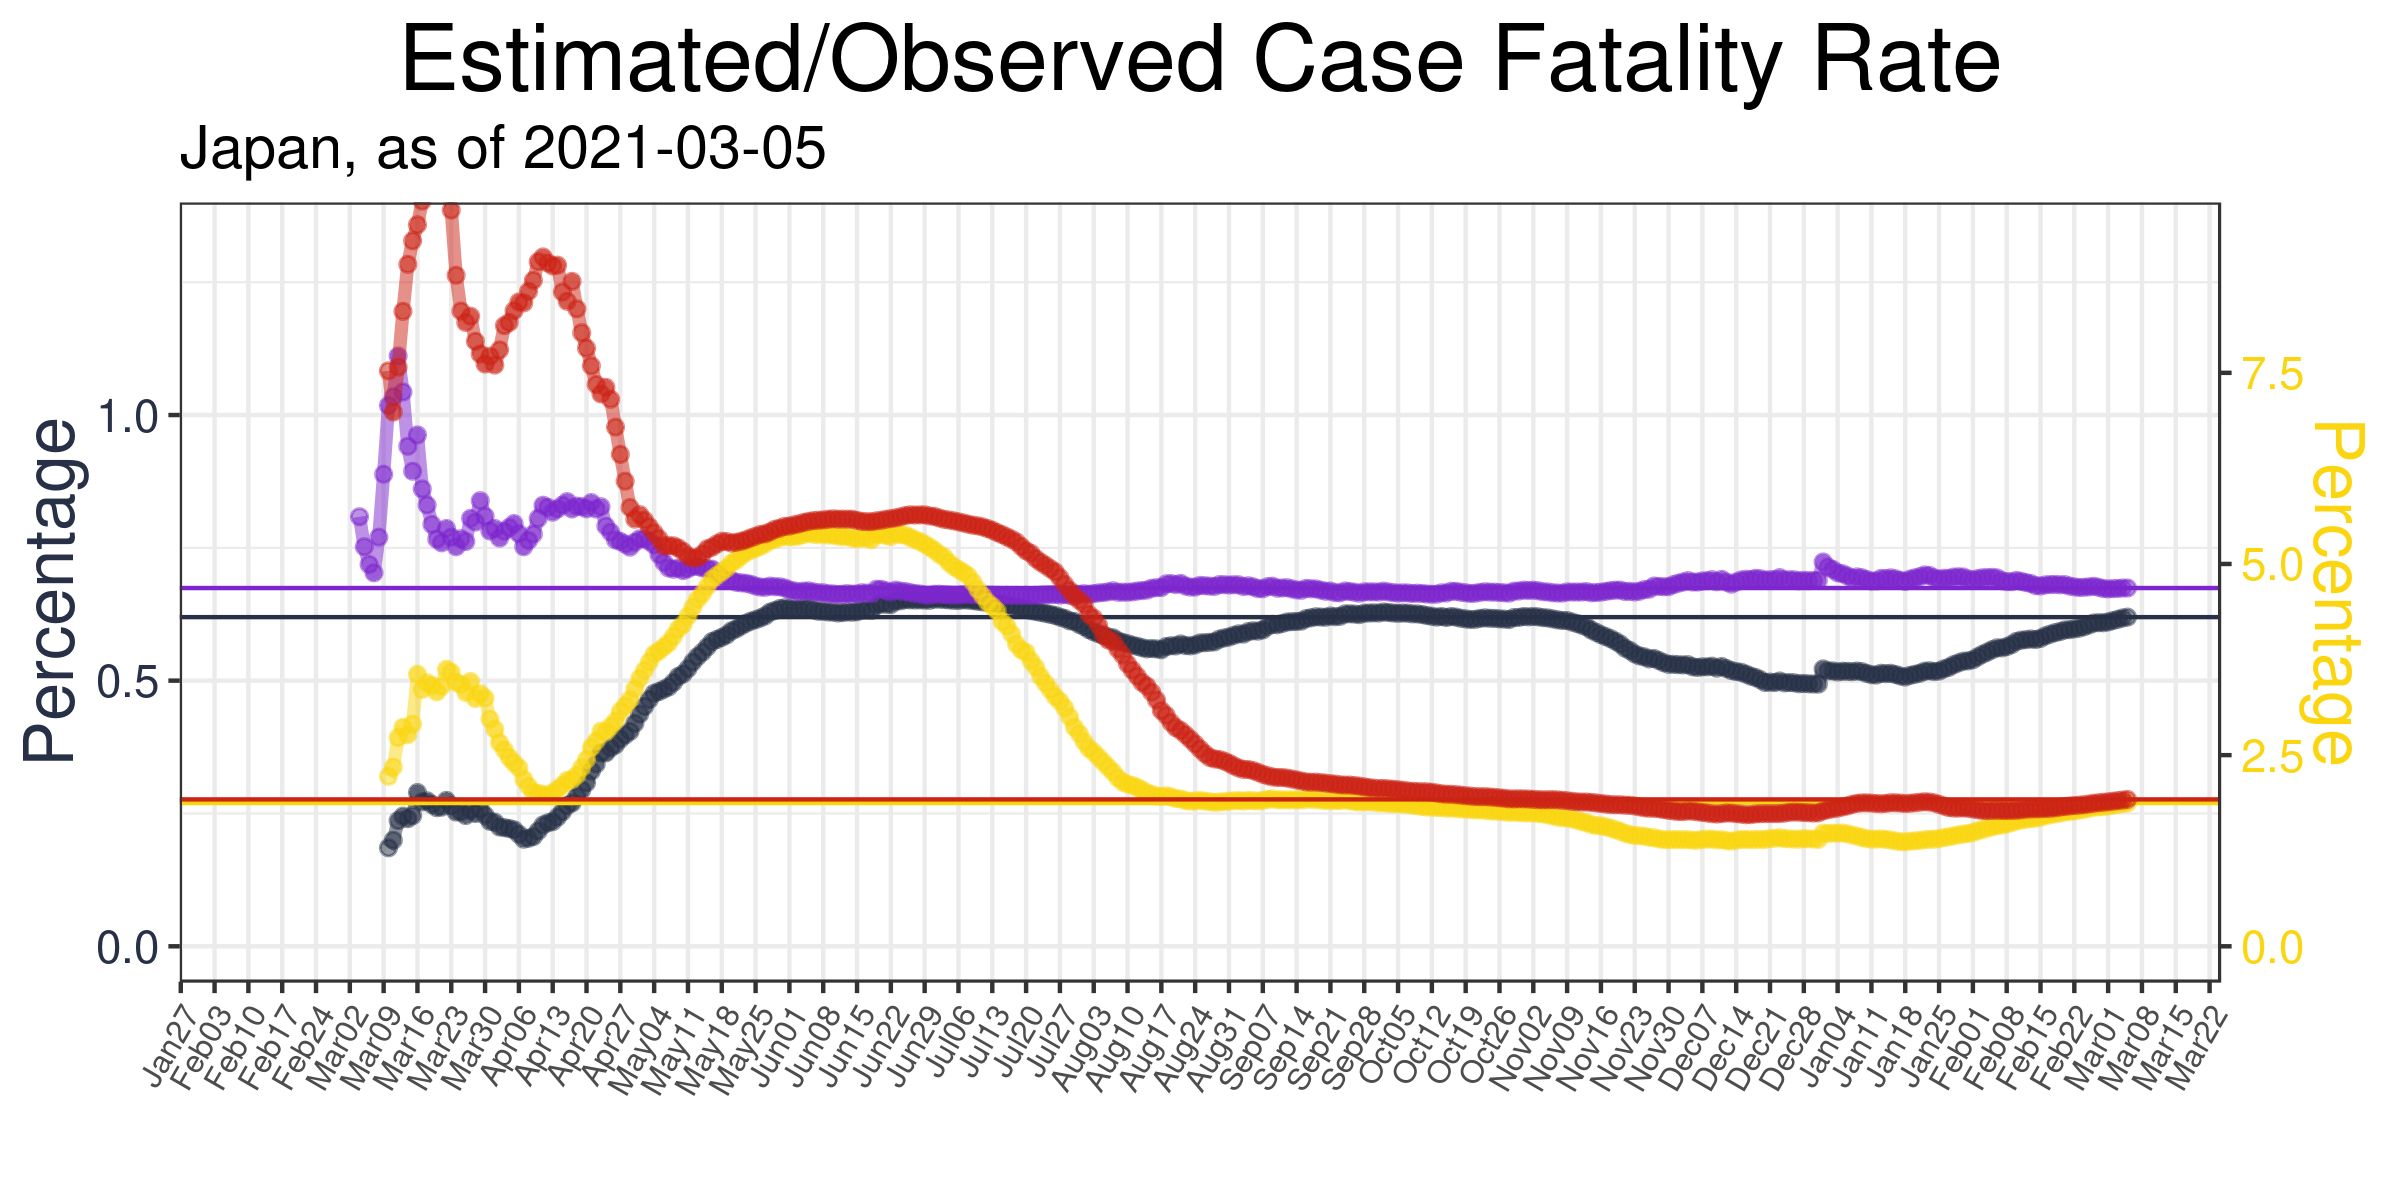 Estimated/Observed Case Fatality Rate
Japan, as of 2021-03-05
Percentage
1.0
0.5
0.0
7.5
5.0
2.5
0.0
Percentage
Jan27
Feb03
Feb10
Feb17
Feb24
Mar02
Mar09
Mar16
Mar23
Mar30
Apr06
Apr13
Apr20
Apr27
May04
May11
May18
May25
Jun01
Jun08
Jun15
Jun22
Jun29
Jul06
Jul13
Jul20
Jul27
Aug03
Aug10
Aug17
Aug24
Aug31
Sep07
Sep14
Sep21
Sep28
Oct05
Oct12
Oct19
Oct26
Nov02
Nov09
Nov16
Nov23
Nov30
Dec07
Dec14
Dec21
Dec28
Jan04
Jan11
Jan18
Jan25
Feb01
Feb08
Feb15
Feb22
Mar01
Mar08
Mar15
Mar22